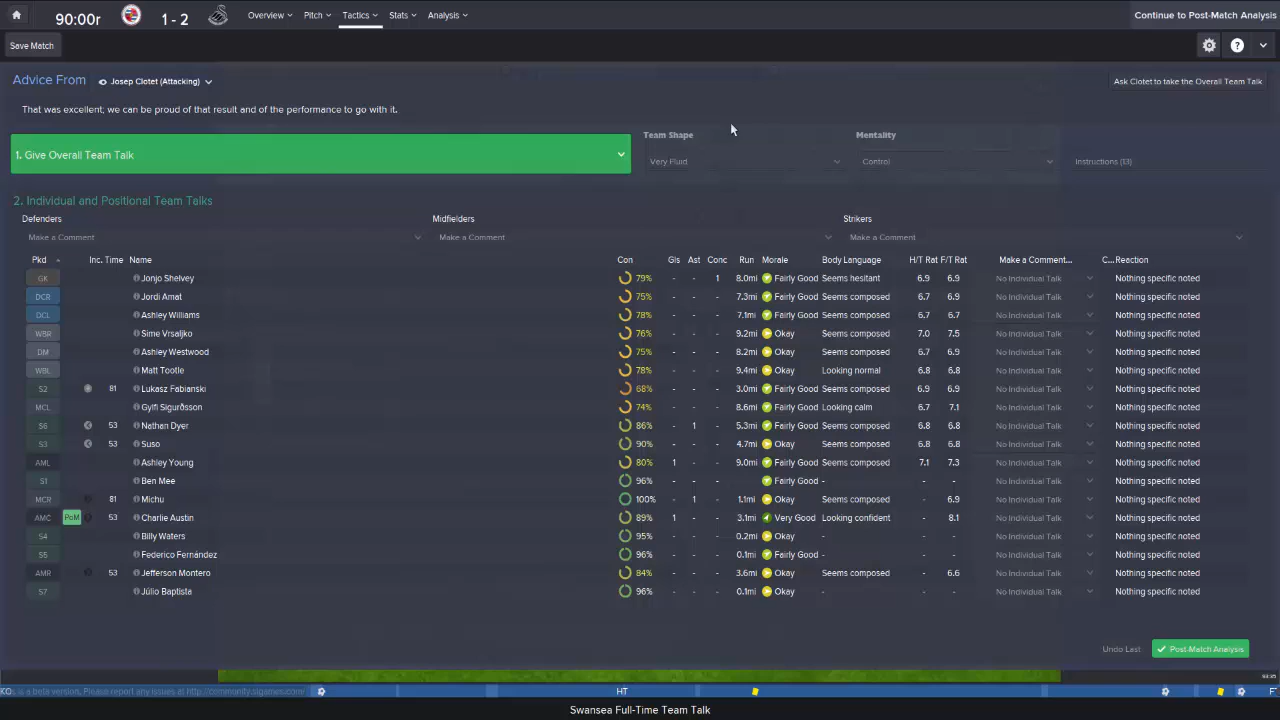 90:00r 1 - 2 Overview Pitch Tactics Stats Analysis Continue to Post-Match Analysis
Save Match ?
Advice From Josep Clotet (Attacking) Ask Clotet to take the Overall Team Talk
That was excellent; we can be proud of that result and of the performance to go with it.
Team Shape Mentality
1. Give Overall Team Talk Very Fluid Control Instructions (13)
2. Individual and Positional Team Talks
Defenders Midfielders Strikers
Make a Comment Make a Comment Make a Comment
Pkd Inc. Time Name Con Gls Ast Conc Run Morale Body Language H/T Rat F/T Rat Make a Comment... C... Reaction
GK Jonjo Shelvey 79% - - 1 8.0mi Fairly Good Seems hesitant 6.9 6.9 No Individual Talk Nothing specific noted
DCR Jordi Amat 75% - - - 7.3mi Fairly Good Seems composed 6.7 6.9 No Individual Talk Nothing specific noted
DCL Ashley Williams 78% - - - 7.1mi Fairly Good Seems composed 6.7 6.7 No Individual Talk Nothing specific noted
WBR Sime Vrsaljko 76% - - - 9.2mi Okay Seems composed 7.0 7.5 No Individual Talk Nothing specific noted
DM Ashley Westwood 75% - - - 8.2mi Okay Seems composed 6.7 6.9 No Individual Talk Nothing specific noted
WBL Matt Tootle 78% - - - 9.4mi Okay Looking normal 6.8 6.8 No Individual Talk Nothing specific noted
S2 81 Lukasz Fabianski 68% - - - 3.0mi Fairly Good Seems composed 6.9 6.9 No Individual Talk Nothing specific noted
MCL Gylfi Sigurðsson 74% - - - 8.6mi Fairly Good Looking calm 6.7 7.1 No Individual Talk Nothing specific noted
S6 53 Nathan Dyer 86% - 1 - 5.3mi Fairly Good Seems composed 6.8 6.8 No Individual Talk Nothing specific noted
S3 53 Suso 90% - - - 4.7mi Okay Seems composed 6.8 6.8 No Individual Talk Nothing specific noted
AML Ashley Young 80% 1 - - 9.0mi Fairly Good Seems composed 7.1 7.3 No Individual Talk Nothing specific noted
S1 Ben Mee 96% - - - Fairly Good - - - No Individual Talk Nothing specific noted
MCR 81 Michu 100% - 1 - 1.1mi Okay Seems composed - 6.9 No Individual Talk Nothing specific noted
AMC PoM 53 Charlie Austin 89% 1 - - 3.1mi Very Good Looking confident - 8.1 No Individual Talk Nothing specific noted
S4 Billy Waters 95% - - - 0.2mi Okay - - - No Individual Talk Nothing specific noted
S5 Federico Fernández 96% - - - 0.1mi Fairly Good - - - No Individual Talk Nothing specific noted
AMR 53 Jefferson Montero 84% - - - 3.6mi Okay Seems composed - 6.6 No Individual Talk Nothing specific noted
S7 Júlio Baptista 96% - - - 0.1mi Okay - - - No Individual Talk Nothing specific noted
Undo Last Post-Match Analysis
93:35
KO is a beta version. Please report any issues at http://community.sigames.com/ HT F
Swansea Full-Time Team Talk